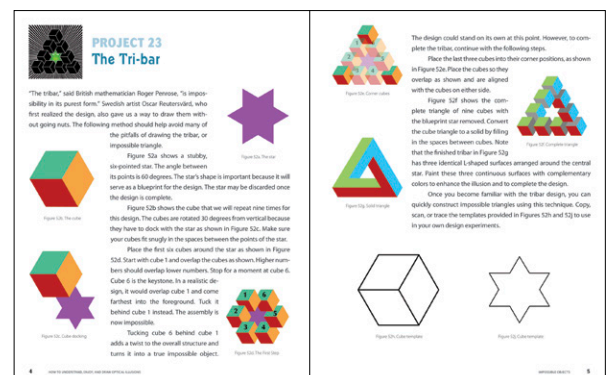 PROJECT 23
The Tri-bar
"The tribar," said British mathematician Roger Penrose, "is impos-
sibility in its purest form." Swedish artist Oscar Reutersvärd, who
first realized the design, also gave us a way to draw them with-
out going nuts. The following method should help avoid many of
the pitfalls of drawing the tribar, or
impossible triangle.
Figure 52a shows a stubby,
six-pointed star. The angle between
its points is 60 degrees. The star's shape is important because it will
serve as a blueprint for the design. The star may be discarded once
the design is complete.
Figure 52b shows the cube that we will repeat nine times for
this design. The cubes are rotated 30 degrees from vertical because
they have to dock with the star as shown in Figure 52c. Make sure
your cubes fit snugly in the spaces between the points of the star.
Place the first six cubes around the star as shown in Figure
52d. Start with cube 1 and overlap the cubes as shown. Higher num-
bers should overlap lower numbers. Stop for a moment at cube 6.
Cube 6 is the keystone. In a realistic de-
sign, it would overlap cube 1 and come
farthest into the foreground. Tuck it
behind cube 1 instead. The assembly is
now impossible.
Tucking cube 6 behind cube 1
adds a twist to the overall structure and
turns it into a true impossible object.
Figure 52a: The star
Figure 52b: The cube
Figure 52c: Cube docking
1
6
2
5
3
4
Figure 52d: The First Step
4
HOW TO UNDERSTAND, ENJOY, AND DRAW OPTICAL ILLUSIONS
The design could stand on its own at this point. However, to com-
plete the tribar, continue with the following steps.
Place the last three cubes into their corner positions, as shown
in Figure 52e. Place the cubes so they
overlap as shown and are aligned
with the cubes on either side.
Figure 52f shows the com-
plete triangle of nine cubes with
the blueprint star removed. Convert
the cube triangle to a solid by filling
in the spaces between cubes. Note
that the finished tribar in Figure 52g
has three identical L-shaped surfaces arranged around the central
star. Paint these three continuous surfaces with complementary
colors to enhance the illusion and to complete the design.
Once you become familiar with the tribar design, you can
quickly construct impossible triangles using this technique. Copy,
scan, or trace the templates provided in Figures 52h and 52j to use
in your own design experiments.
Figure 52e: Corner cubes
Figure 52f: Complete triangle
Figure 52g: Solid triangle
Figure 52h: Cube template
Figure 52j: Cube template
IMPOSSIBLE OBJECTS
5